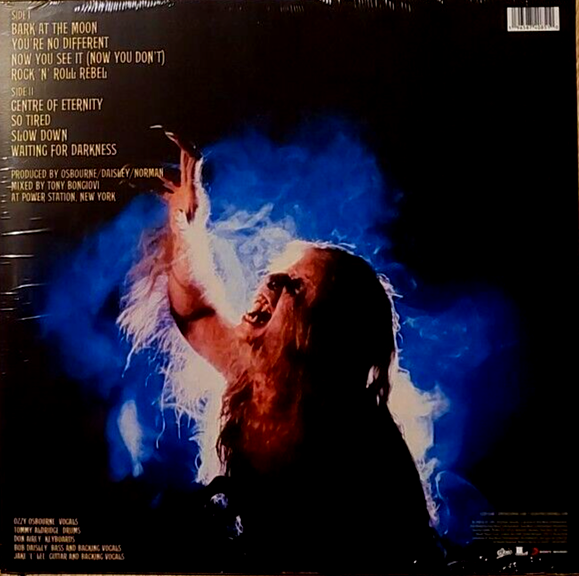 SIDE I
BARK AT THE MOON
YOU'RE NO DIFFERENT
NOW YOU SEE IT (NOW YOU DON'T)
ROCK 'N' ROLL REBEL
SIDE II
CENTRE OF ETERNITY
SO TIRED
SLOW DOWN
WAITING FOR DARKNESS
PRODUCED BY OSBOURNE/DAISLEY/NORMAN
MIXED BY TONY BONGIOVI
AT POWER STATION, NEW YORK
OZZY OSBOURNE VOCALS
TOMMY ALDRIDGE DRUMS
DON AIREY KEYBOARDS
BOB DAISLEY BASS AND BACKING VOCALS
JAKE E. LEE GUITAR AND BACKING VOCALS
Epic